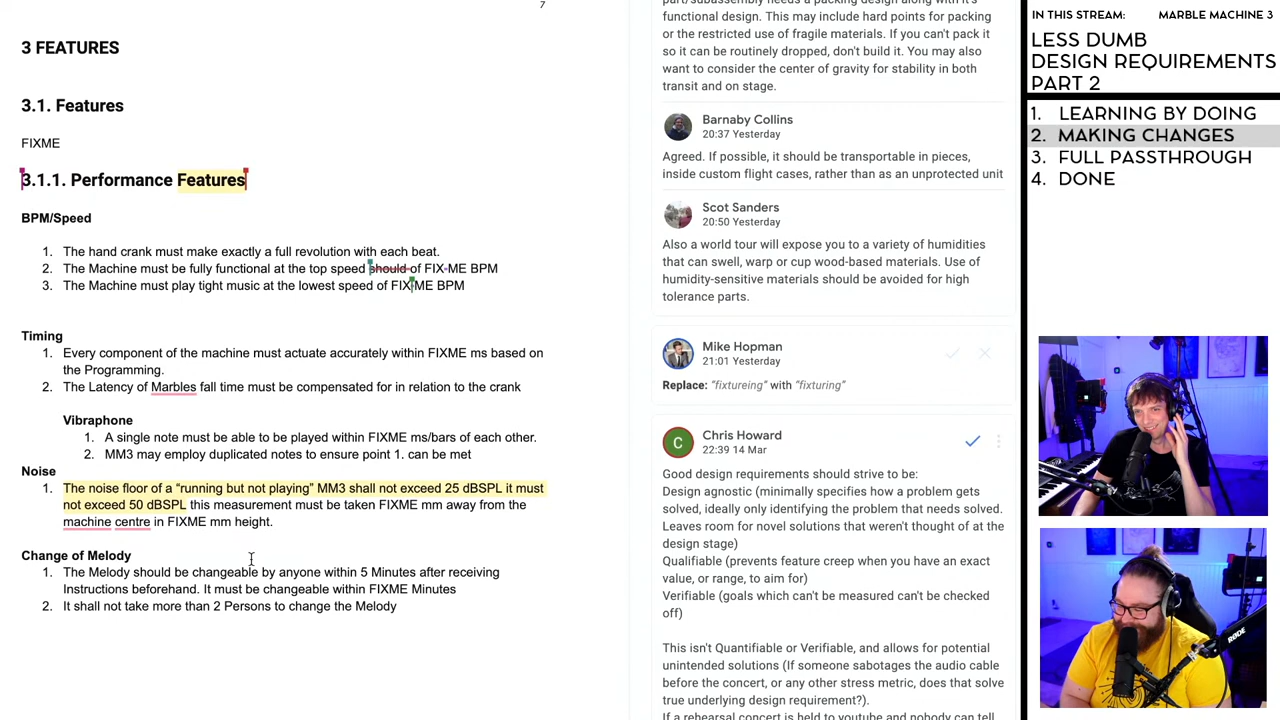 7
3 FEATURES
3.1. Features
FIXME
3.1.1. Performance Features
BPM/Speed
1. The hand crank must make exactly a full revolution with each beat.
2. The Machine must be fully functional at the top speed should of FIX-ME BPM
3. The Machine must play tight music at the lowest speed of FIXME BPM
Timing
1. Every component of the machine must actuate accurately within FIXME ms based on
the Programming.
2. The Latency of Marbles fall time must be compensated for in relation to the crank
Vibraphone
1. A single note must be able to be played within FIXME ms/bars of each other.
2. MM3 may employ duplicated notes to ensure point 1. can be met
Noise
1. The noise floor of a “running but not playing” MM3 shall not exceed 25 dBSPL it must
not exceed 50 dBSPL this measurement must be taken FIXME mm away from the
machine centre in FIXME mm height.
Change of Melody
1. The Melody should be changeable by anyone within 5 Minutes after receiving
Instructions beforehand. It must be changeable within FIXME Minutes
2. It shall not take more than 2 Persons to change the Melody
part/subassembly needs a packing design along with it's
functional design. This may include hard points for packing
or the restricted use of fragile materials. If you can't pack it
so it can be routinely dropped, don't build it. You may also
want to consider the center of gravity for stability in both
transit and on stage.
Barnaby Collins
20:37 Yesterday
Agreed. If possible, it should be transportable in pieces,
inside custom flight cases, rather than as an unprotected unit
Scot Sanders
20:50 Yesterday
Also a world tour will expose you to a variety of humidities
that can swell, warp or cup wood-based materials. Use of
humidity-sensitive materials should be avoided for high
tolerance parts.
Mike Hopman
21:01 Yesterday
Replace: “fixtureing” with “fixturing”
C
Chris Howard
22:39 14 Mar
Good design requirements should strive to be:
Design agnostic (minimally specifies how a problem gets
solved, ideally only identifying the problem that needs solved.
Leaves room for novel solutions that weren't thought of at the
design stage)
Qualifiable (prevents feature creep when you have an exact
value, or range, to aim for)
Verifiable (goals which can't be measured can't be checked
off)
This isn't Quantifiable or Verifiable, and allows for potential
unintended solutions (If someone sabotages the audio cable
before the concert, or any other stress metric, does that solve
true underlying design requirement?).
If a rehearsal concert is held to youtube and nobody can tell
IN THIS STREAM: MARBLE MACHINE 3
LESS DUMB
DESIGN REQUIREMENTS
PART 2
1. LEARNING BY DOING
2. MAKING CHANGES
3. FULL PASSTHROUGH
4. DONE
RØDE